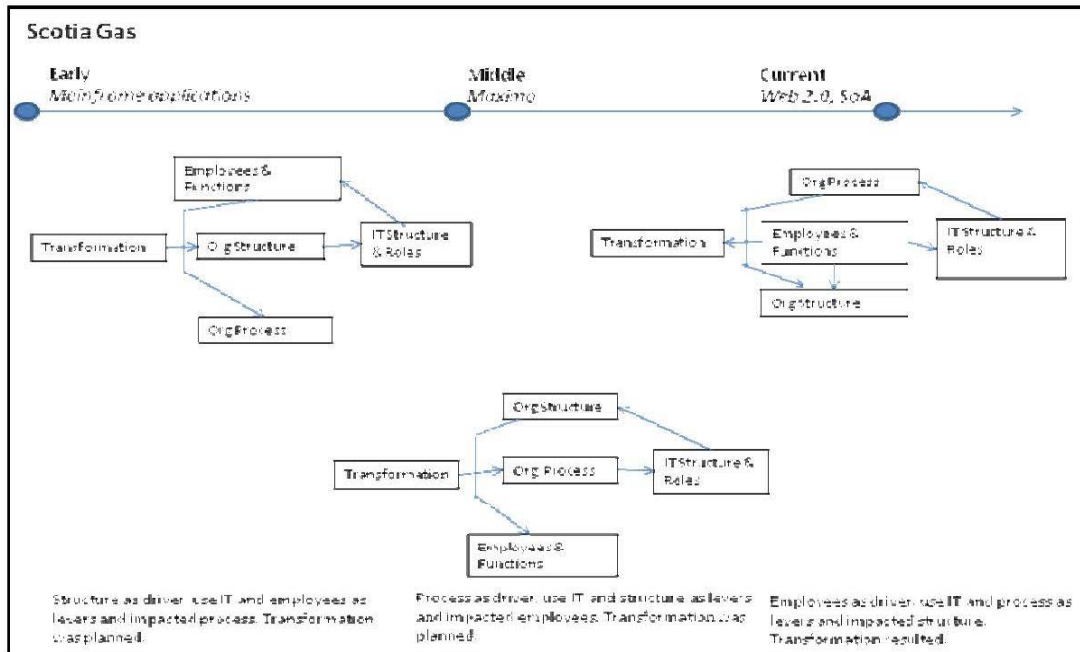 Scotia Gas
Early
Mainframe applications
Middle
Maximo
Current
Web 2.0, SoA
Employees &
Functions
Transformation
OrgStructure
IT Structure
& Roles
OrgProcess
OrgProcess
Transformation
Employees &
Functions
IT Structure &
Roles
OrgStructure
OrgStructure
Transformation
Org Process
IT Structure &
Roles
Employees &
Functions
Structure as driver, use IT and employees as
levers and impacted process. Transformation
was planned.
Process as driver, use IT and structure as levers
and impacted employees. Transformation was
planned.
Employees as driver, use IT and process as
levers and impacted structure.
Transformation resulted.